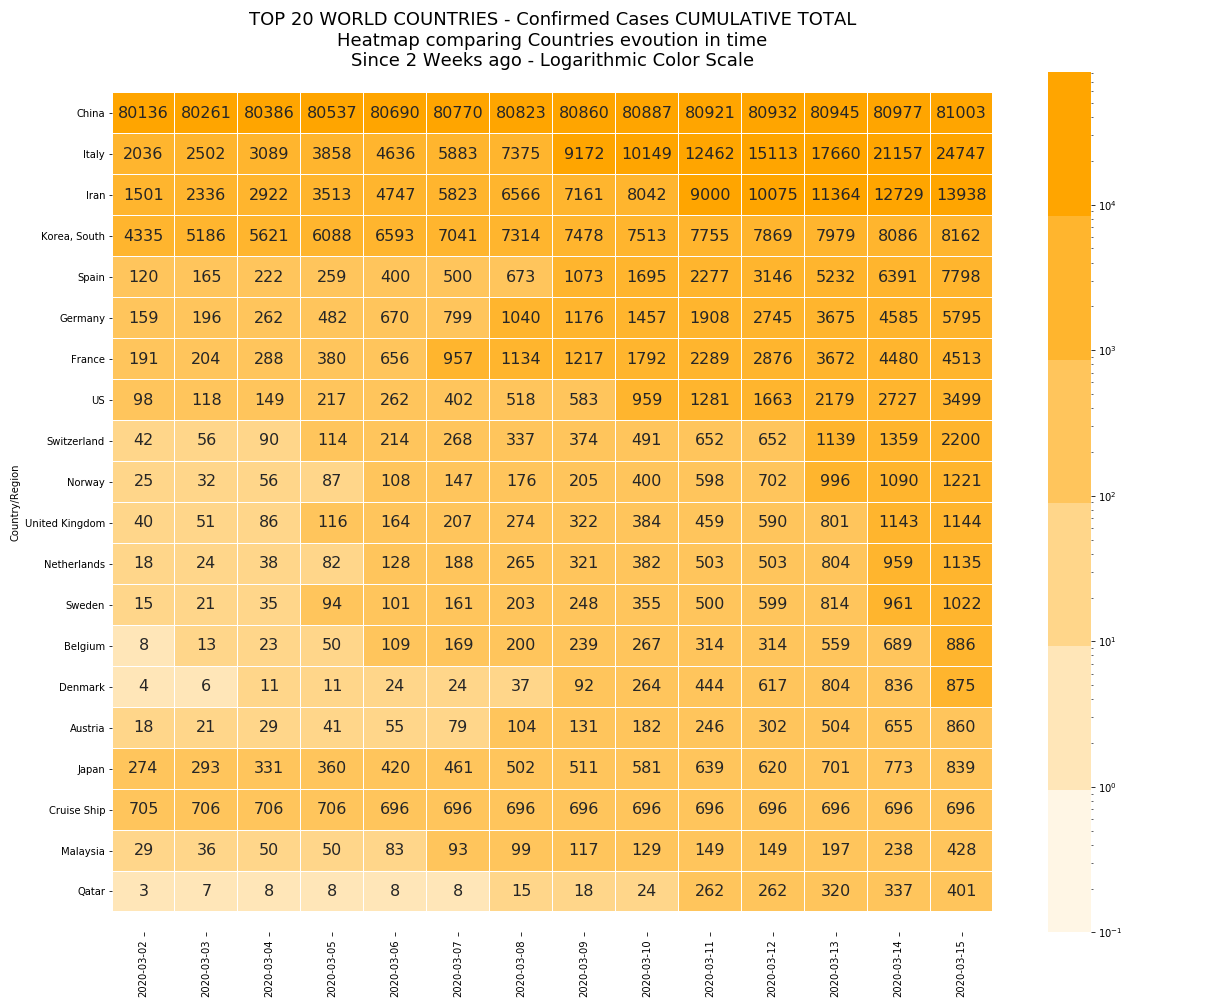 TOP 20 WORLD COUNTRIES - Confirmed Cases CUMULATIVE TOTAL
Heatmap comparing Countries evoution in time
Since 2 Weeks ago - Logarithmic Color Scale
Country/Region
China 80136 80261 80386 80537 80690 80770 80823 80860 80887 80921 80932 80945 80977 81003
Italy 2036 2502 3089 3858 4636 5883 7375 9172 10149 12462 15113 17660 21157 24747
Iran 1501 2336 2922 3513 4747 5823 6566 7161 8042 9000 10075 11364 12729 13938
Korea, South 4335 5186 5621 6088 6593 7041 7314 7478 7513 7755 7869 7979 8086 8162
Spain 120 165 222 259 400 500 673 1073 1695 2277 3146 5232 6391 7798
Germany 159 196 262 482 670 799 1040 1176 1457 1908 2745 3675 4585 5795
France 191 204 288 380 656 957 1134 1217 1792 2289 2876 3672 4480 4513
US 98 118 149 217 262 402 518 583 959 1281 1663 2179 2727 3499
Switzerland 42 56 90 114 214 268 337 374 491 652 652 1139 1359 2200
Norway 25 32 56 87 108 147 176 205 400 598 702 996 1090 1221
United Kingdom 40 51 86 116 164 207 274 322 384 459 590 801 1143 1144
Netherlands 18 24 38 82 128 188 265 321 382 503 503 804 959 1135
Sweden 15 21 35 94 101 161 203 248 355 500 599 814 961 1022
Belgium 8 13 23 50 109 169 200 239 267 314 314 559 689 886
Denmark 4 6 11 11 24 24 37 92 264 444 617 804 836 875
Austria 18 21 29 41 55 79 104 131 182 246 302 504 655 860
Japan 274 293 331 360 420 461 502 511 581 639 620 701 773 839
Cruise Ship 705 706 706 706 696 696 696 696 696 696 696 696 696 696
Malaysia 29 36 50 50 83 93 99 117 129 149 149 197 238 428
Qatar 3 7 8 8 8 8 15 18 24 262 262 320 337 401
2020-03-02 2020-03-03 2020-03-04 2020-03-05 2020-03-06 2020-03-07 2020-03-08 2020-03-09 2020-03-10 2020-03-11 2020-03-12 2020-03-13 2020-03-14 2020-03-15
10⁴
10³
10²
10¹
10⁰
10⁻¹